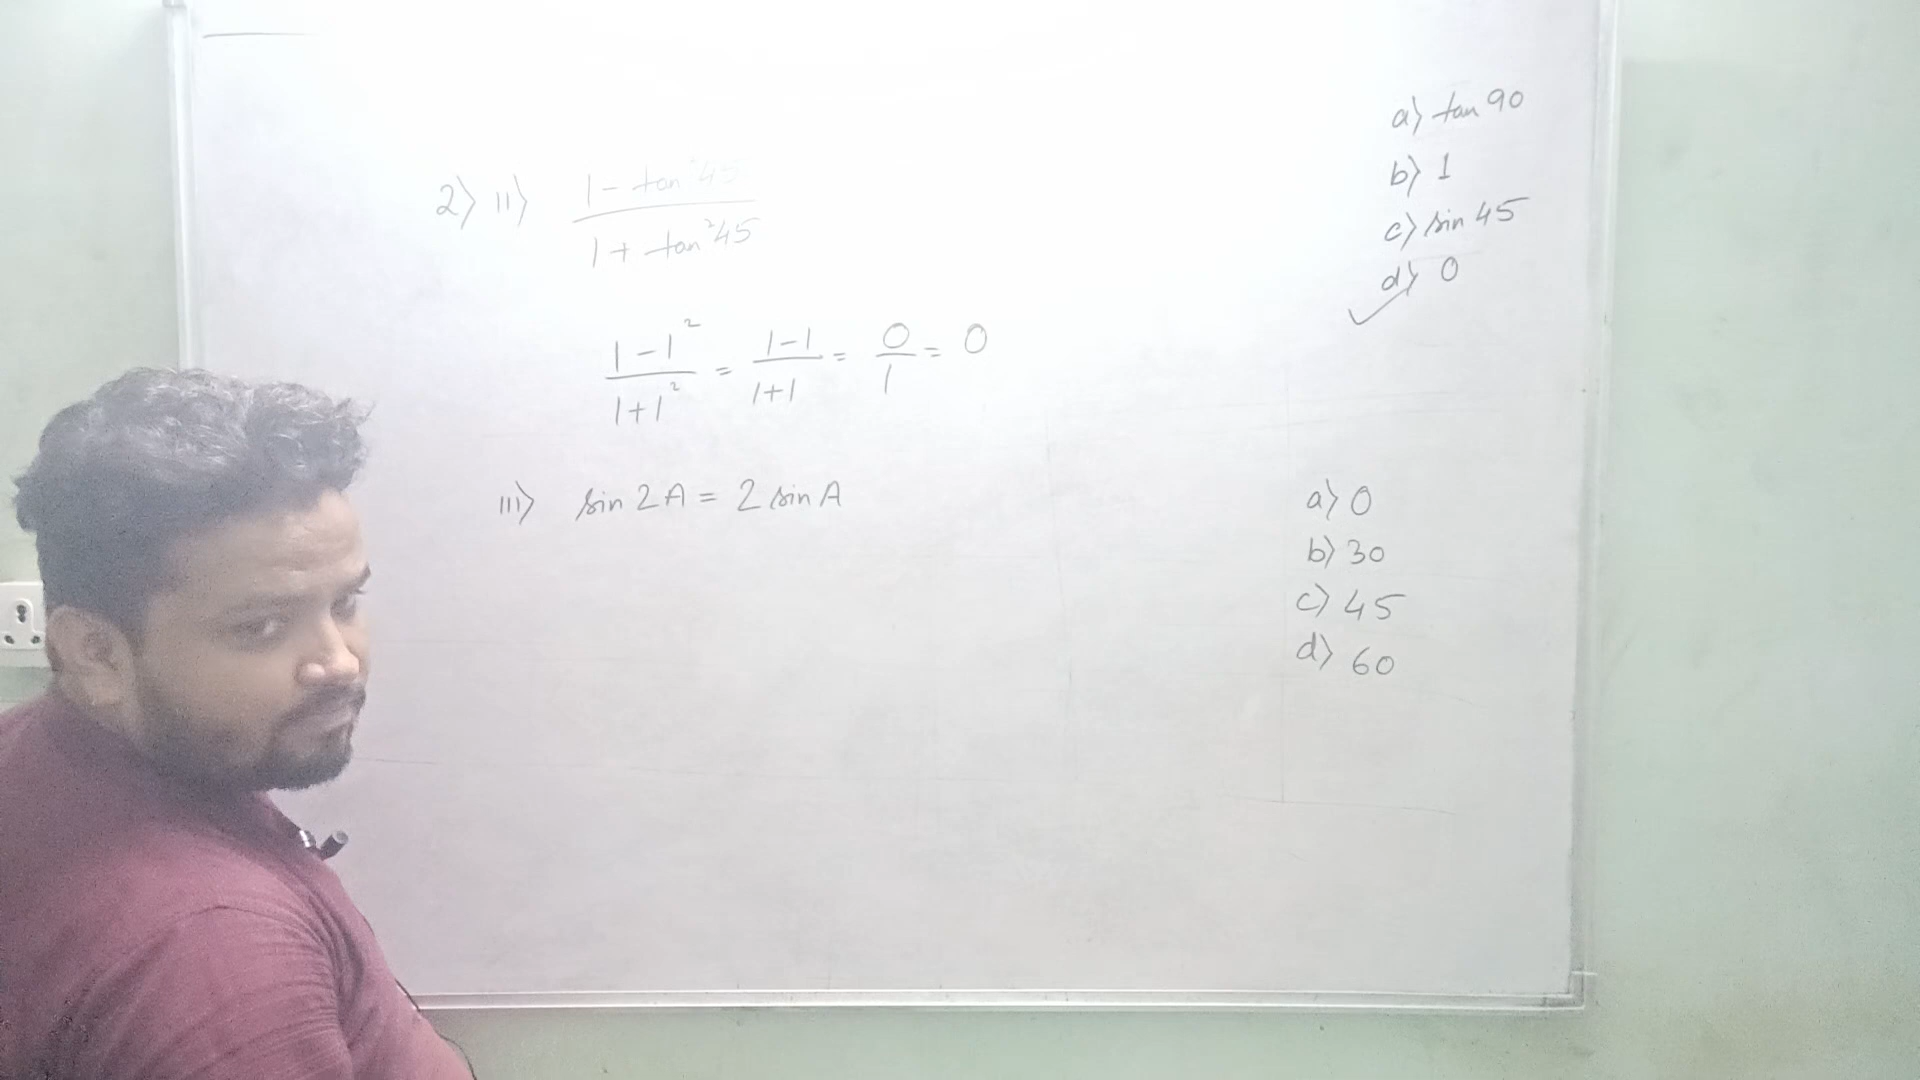 2) ii) 1 - tan²45 / 1 + tan²45
a) tan 90
b) 1
c) sin 45
d) 0
1 - 1² / 1 + 1² = 1-1 / 1+1 = 0 / 1 = 0
iii) sin 2A = 2 sin A
a) 0
b) 30
c) 45
d) 60